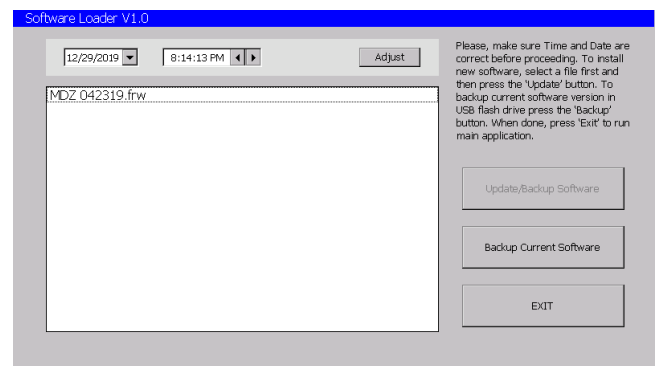 Software Loader V1.0
12/29/2019
8:14:13 PM
Adjust
Please, make sure Time and Date are
correct before proceeding. To install
new software, select a file first and
then press the 'Update' button. To
backup current software version in
USB flash drive press the 'Backup'
button. When done, press 'Exit' to run
main application.
MDZ 042319.frw
Update/Backup Software
Backup Current Software
EXIT